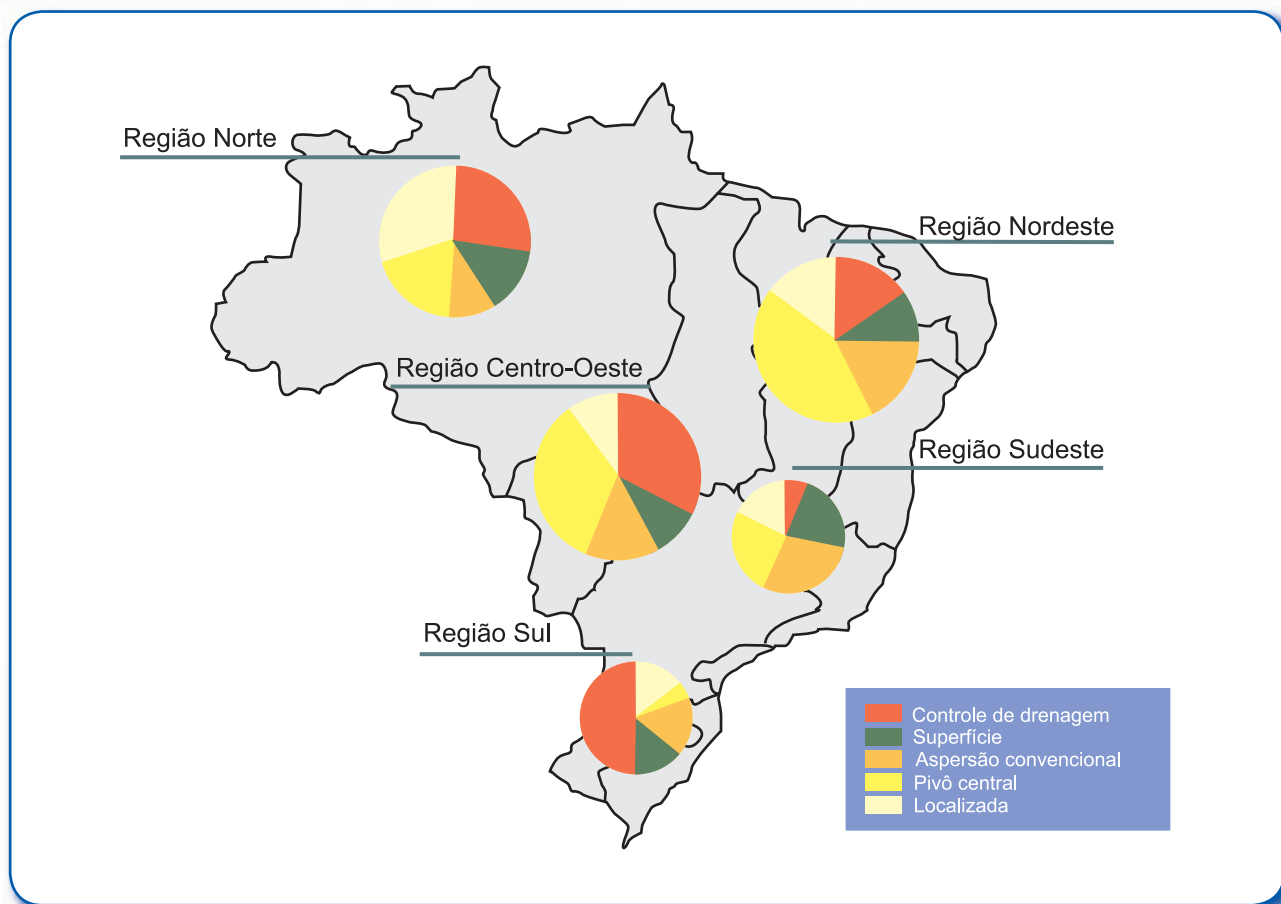 Região Norte
Região Nordeste
Região Centro-Oeste
Região Sudeste
Região Sul
Controle de drenagem
Superfície
Aspersão convencional
Pivô central
Localizada